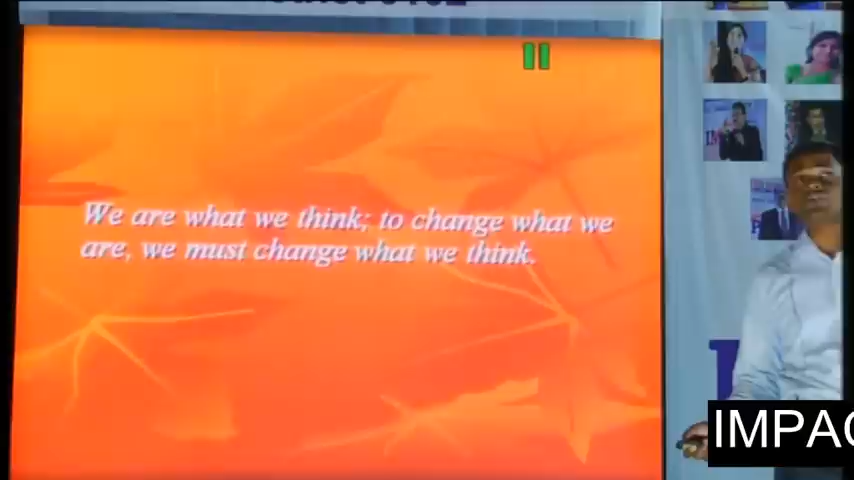 We are what we think; to change what we
are, we must change what we think.
IMPAC